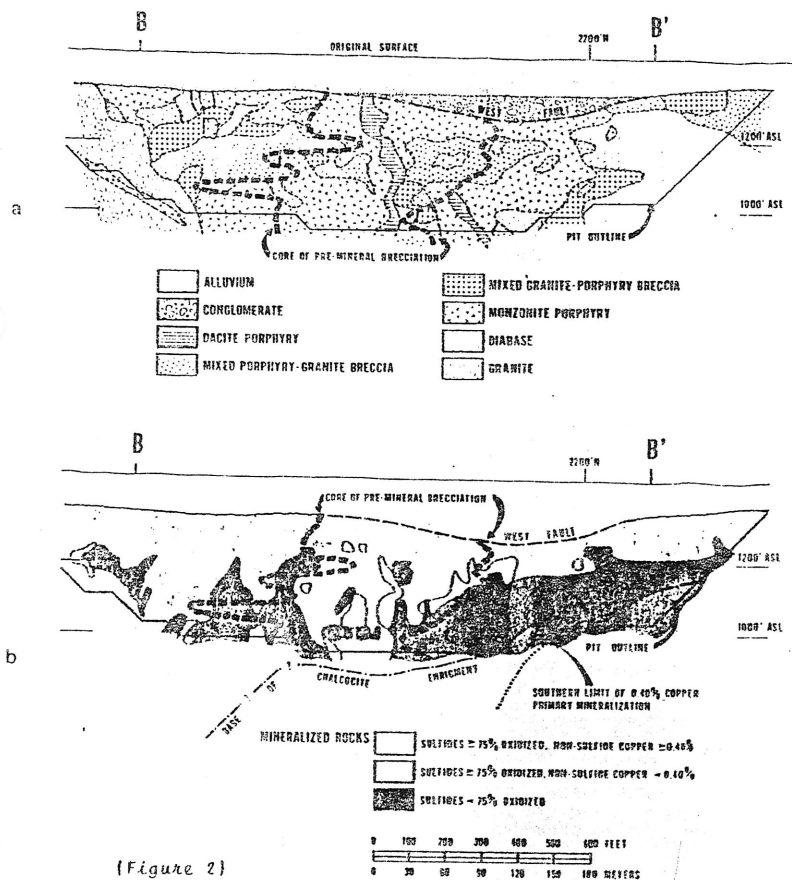 B
B'
2200'N
ORIGINAL SURFACE
WEST FAULT
1200' ASL
1000' ASL
a
PIT OUTLINE
CORE OF PRE-MINERAL BRECCIATION
ALLUVIUM
CONGLOMERATE
DACITE PORPHYRY
MIXED PORPHYRY-GRANITE BRECCIA
MIXED GRANITE-PORPHYRY BRECCIA
MONZONITE PORPHYRY
DIABASE
GRANITE
B
B'
2200'N
CORE OF PRE-MINERAL BRECCIATION
WEST FAULT
1200' ASL
1000' ASL
b
PIT OUTLINE
BASE ? OF ? CHALCOCITE ENRICMENT
SOUTHERN LIMIT OF 0.40% COPPER
PRIMARY MINERALIZATION
MINERALIZED ROCKS
SULFIDES = 75% OXIDIZED, NON-SULFIDE COPPER = 0.40%
SULFIDES = 75% OXIDIZED, NON-SULFIDE COPPER - 0.40%
SULFIDES - 75% OXIDIZED
0 100 200 300 400 500 600 FEET
0 30 60 90 120 150 180 METERS
(Figure 2)